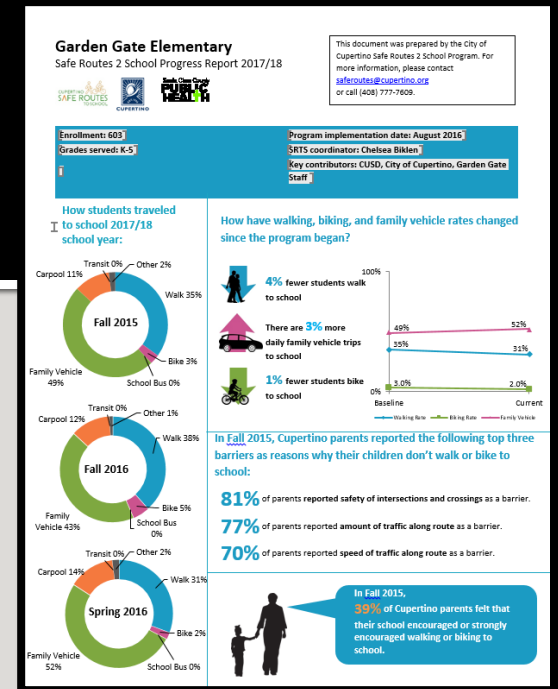 Garden Gate Elementary
Safe Routes 2 School Progress Report 2017/18
This document was prepared by the City of
Cupertino Safe Routes 2 School Program. For
more information, please contact
saferoutes@cupertino.org
or call (408) 777-7609.
CUPERTINO
SAFE ROUTES
TO SCHOOL
CUPERTINO
Santa Clara County
PUBLIC
HEALTH
Enrollment: 603
Grades served: K-5
Program implementation date: August 2016
SRTS coordinator: Chelsea Biklen
Key contributors: CUSD, City of Cupertino, Garden Gate
Staff
How students traveled
to school 2017/18
school year:
Transit 0%
Other 2%
Carpool 11%
Walk 35%
Fall 2015
Bike 3%
Family Vehicle
49%
School Bus 0%
Transit 0%
Other 1%
Carpool 12%
Walk 38%
Fall 2016
Bike 5%
Family
Vehicle 43%
School Bus
0%
Transit 0%
Other 2%
Carpool 14%
Walk 31%
Spring 2016
Bike 2%
Family Vehicle
52%
School Bus 0%
How have walking, biking, and family vehicle rates changed
since the program began?
4% fewer students walk
to school
There are 3% more
daily family vehicle trips
to school
1% fewer students bike
to school
100%
49%
52%
35%
31%
3.0%
2.0%
0%
Baseline
Current
Walking Rate
Biking Rate
Family Vehicle
In Fall 2015, Cupertino parents reported the following top three
barriers as reasons why their children don't walk or bike to
school:
81% of parents reported safety of intersections and crossings as a barrier.
77% of parents reported amount of traffic along route as a barrier.
70% of parents reported speed of traffic along route as a barrier.
In Fall 2015,
39% of Cupertino parents felt that
their school encouraged or strongly
encouraged walking or biking to
school.